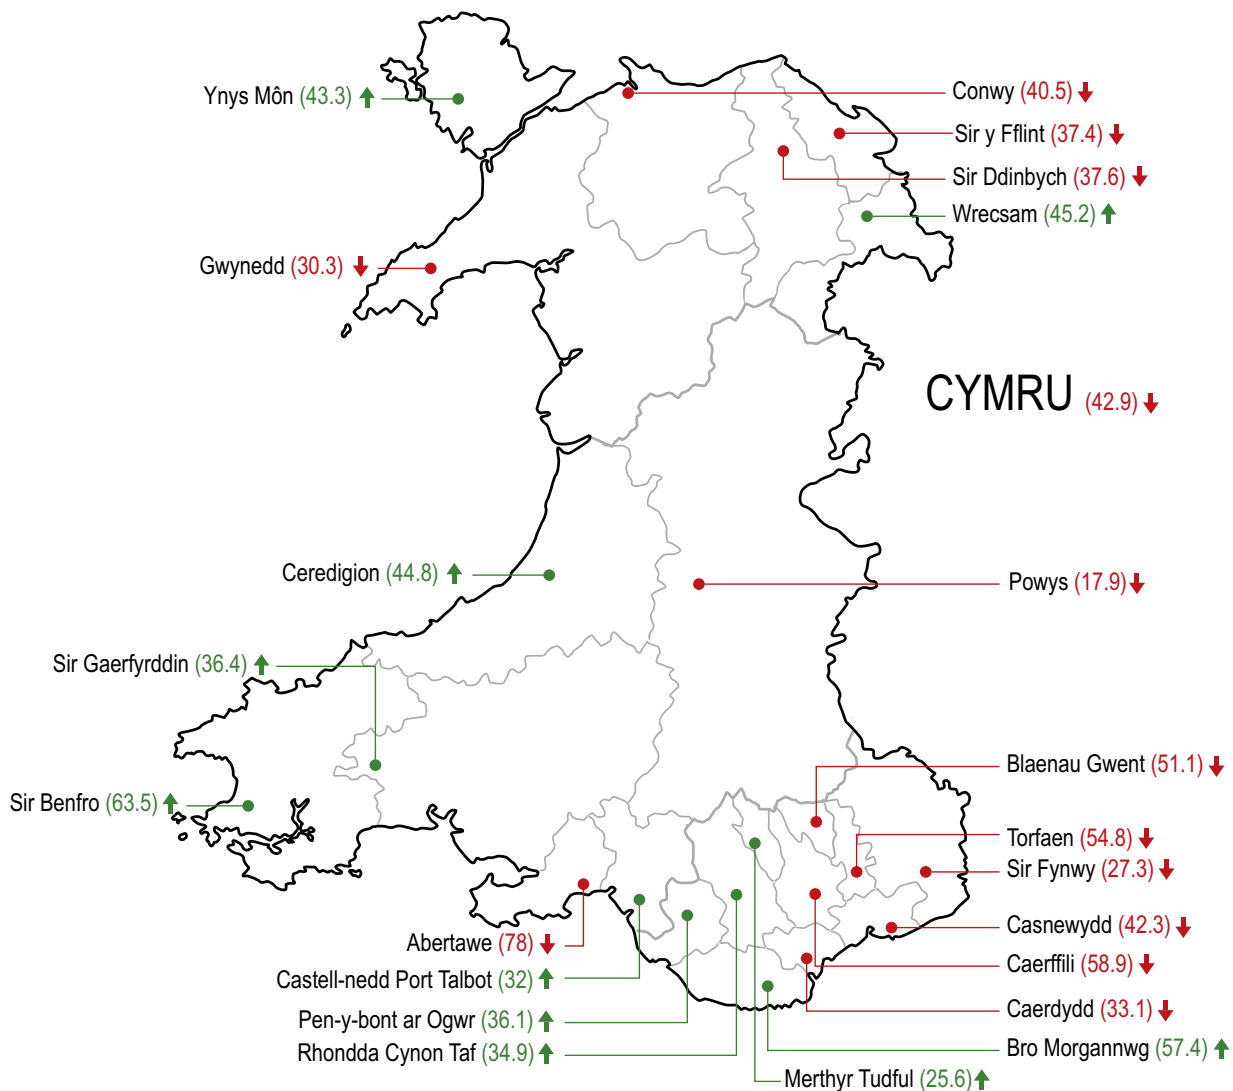 Ynys Môn (43.3)
Conwy (40.5)
Sir y Fflint (37.4)
Sir Ddinbych (37.6)
Wrecsam (45.2)
Gwynedd (30.3)
CYMRU (42.9)
Ceredigion (44.8)
Powys (17.9)
Sir Gaerfyrddin (36.4)
Sir Benfro (63.5)
Blaenau Gwent (51.1)
Torfaen (54.8)
Sir Fynwy (27.3)
Casnewydd (42.3)
Abertawe (78)
Caerffili (58.9)
Castell-nedd Port Talbot (32)
Caerdydd (33.1)
Pen-y-bont ar Ogwr (36.1)
Bro Morgannwg (57.4)
Rhondda Cynon Taf (34.9)
Merthyr Tudful (25.6)